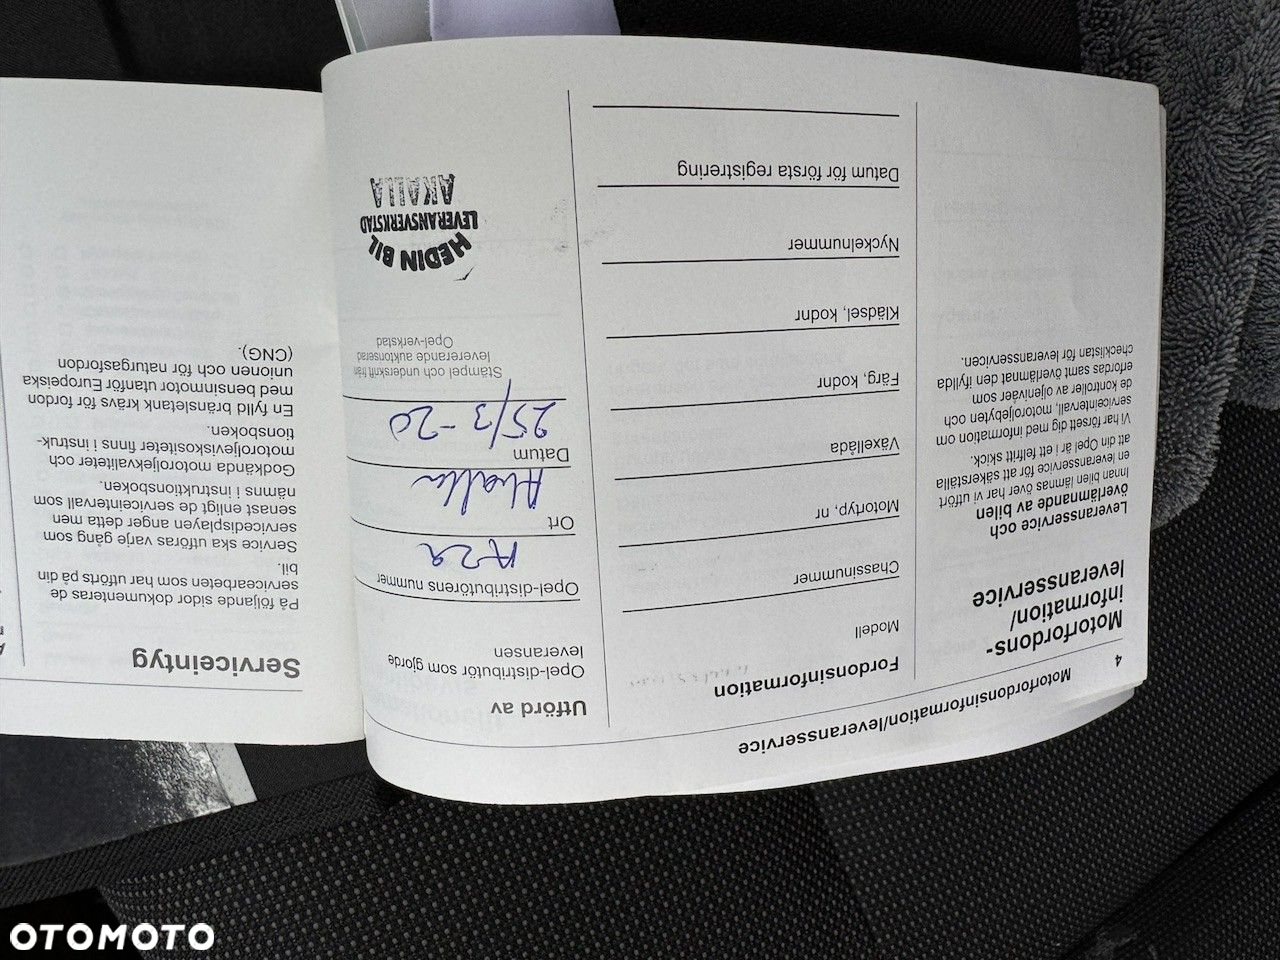 4
Motorfordonsinformation/leveransservice
Motorfordons-
information/
leveransservice
Leveransservice och
överlämnande av bilen
Innan bilen lämnas över har vi utfört
en leveransservice för att säkerställa
att din Opel är i ett felfritt skick.
Vi har försett dig med information om
serviceintervall, motoroljebyten och
de kontroller av oljenivåer som
erfordras samt överlämnat den ifyllda
checklistan för leveransservicen.
Fordonsinformation
Modell
Chassinummer
Motortyp, nr
Växellåda
Färg, kodnr
Klädsel, kodnr
Nyckelnummer
Datum för första registrering
Utförd av
Opel-distributör som gjorde
leveransen
Opel-distributörens nummer
A22
Ort
Akalla
Datum
25/3-20
Stämpel och underskrift från
levererande auktoriserad
Opel-verkstad
HEDIN BIL
LEVERANSVERKSTAD
AKALLA
Serviceintyg
På följande sidor dokumenteras de
servicearbeten som har utförts på din
bil.
Service ska utföras varje gång som
servicedisplayen anger detta men
senast enligt de serviceintervall som
nämns i instruktionsboken.
Godkända motoroljekvaliteter och
motoroljeviskositeter finns i instruk-
tionsboken.
En fylld bränsletank krävs för fordon
med bensinmotor utanför Europeiska
unionen och för naturgasfordon
(CNG).
OTOMOTO